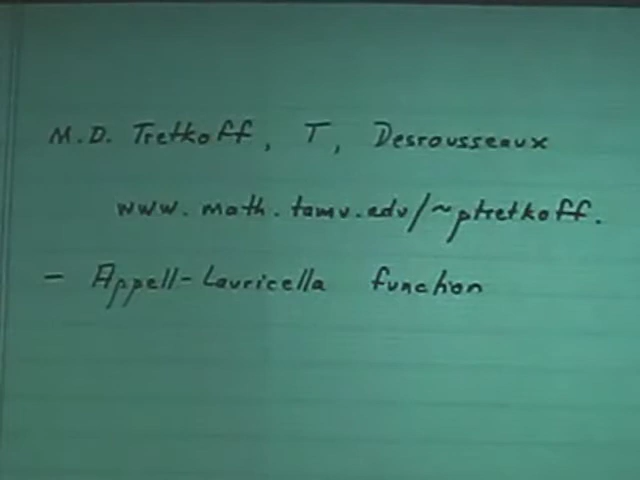 M.D. Tretkoff, T, Desrousseaux
www.math.tamu.edu/~ptretkoff.
- Appell-Lauricella function